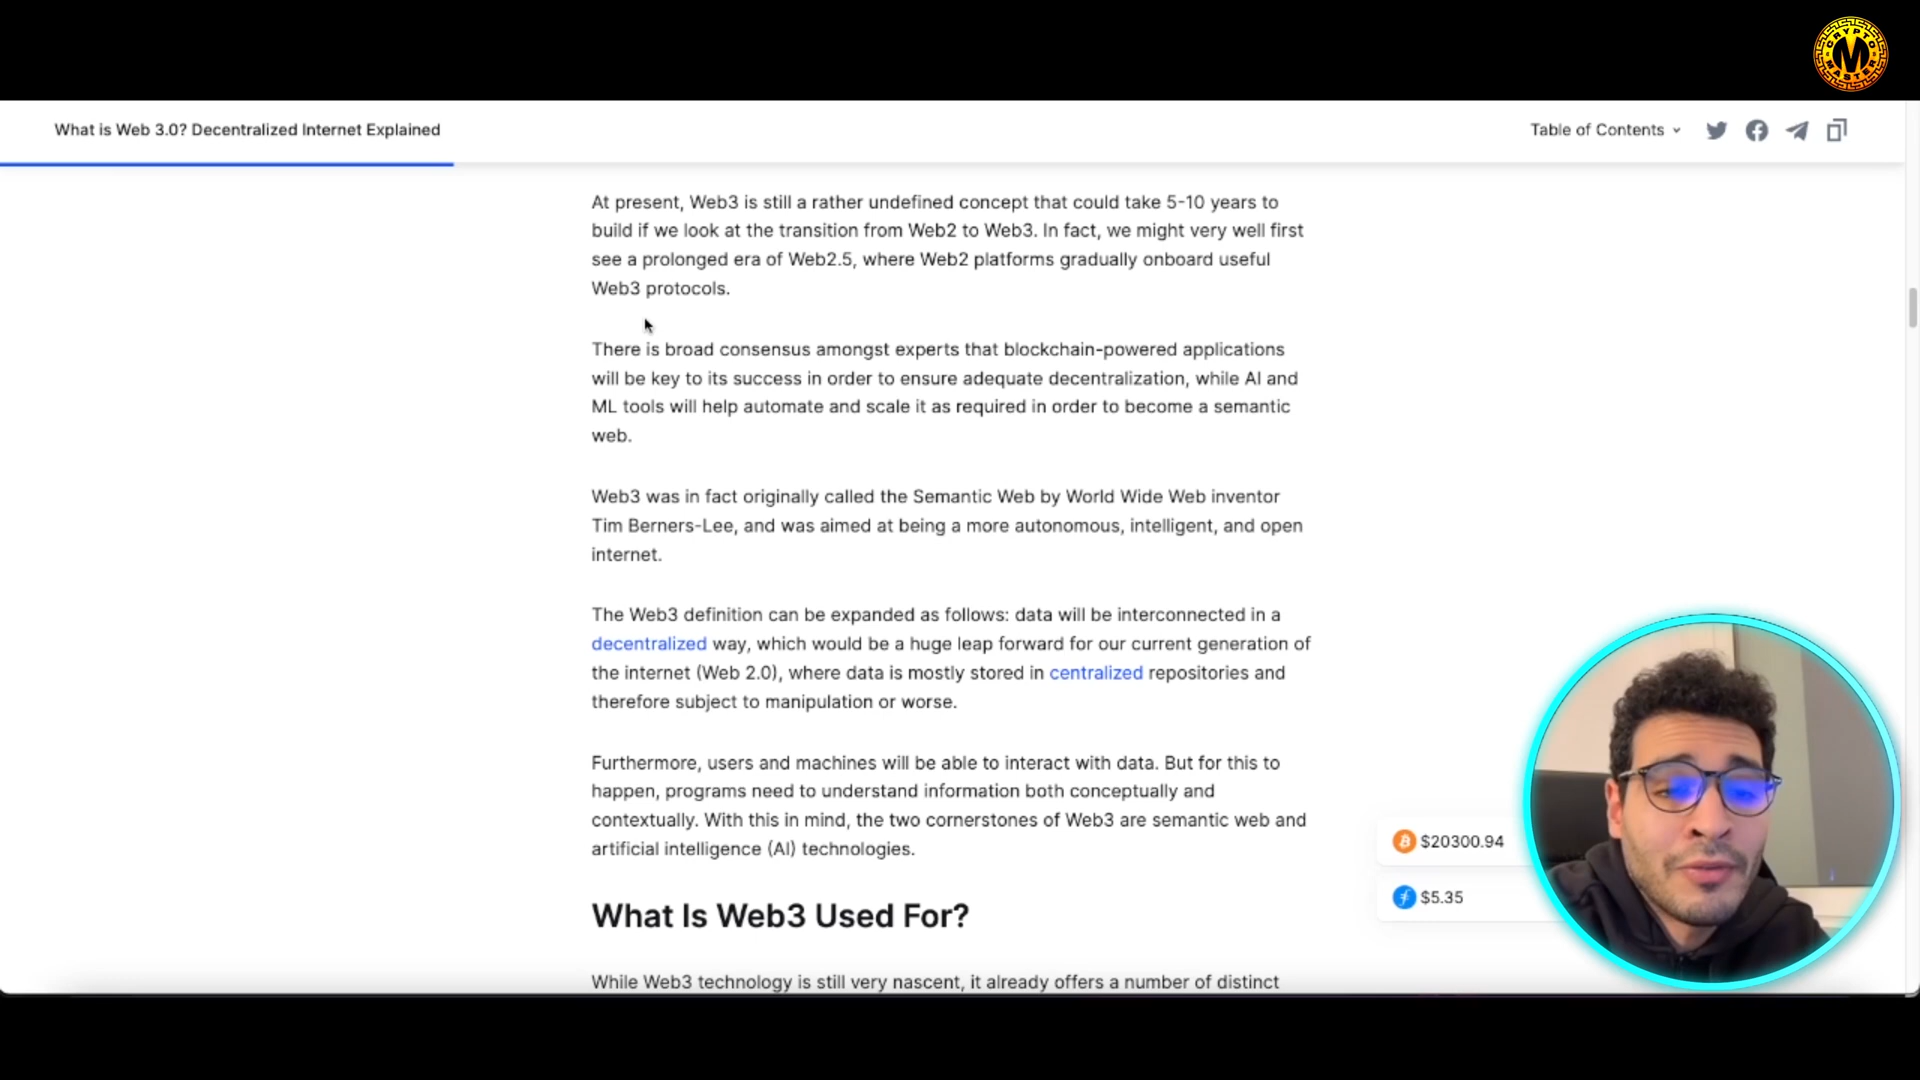 CRYPTO
M
MASTER
What is Web 3.0? Decentralized Internet Explained
Table of Contents
At present, Web3 is still a rather undefined concept that could take 5-10 years to
build if we look at the transition from Web2 to Web3. In fact, we might very well first
see a prolonged era of Web2.5, where Web2 platforms gradually onboard useful
Web3 protocols.
There is broad consensus amongst experts that blockchain-powered applications
will be key to its success in order to ensure adequate decentralization, while AI and
ML tools will help automate and scale it as required in order to become a semantic
web.
Web3 was in fact originally called the Semantic Web by World Wide Web inventor
Tim Berners-Lee, and was aimed at being a more autonomous, intelligent, and open
internet.
The Web3 definition can be expanded as follows: data will be interconnected in a
decentralized way, which would be a huge leap forward for our current generation of
the internet (Web 2.0), where data is mostly stored in centralized repositories and
therefore subject to manipulation or worse.
Furthermore, users and machines will be able to interact with data. But for this to
happen, programs need to understand information both conceptually and
contextually. With this in mind, the two cornerstones of Web3 are semantic web and
artificial intelligence (AI) technologies.
$20300.94
$5.35
What Is Web3 Used For?
While Web3 technology is still very nascent, it already offers a number of distinct